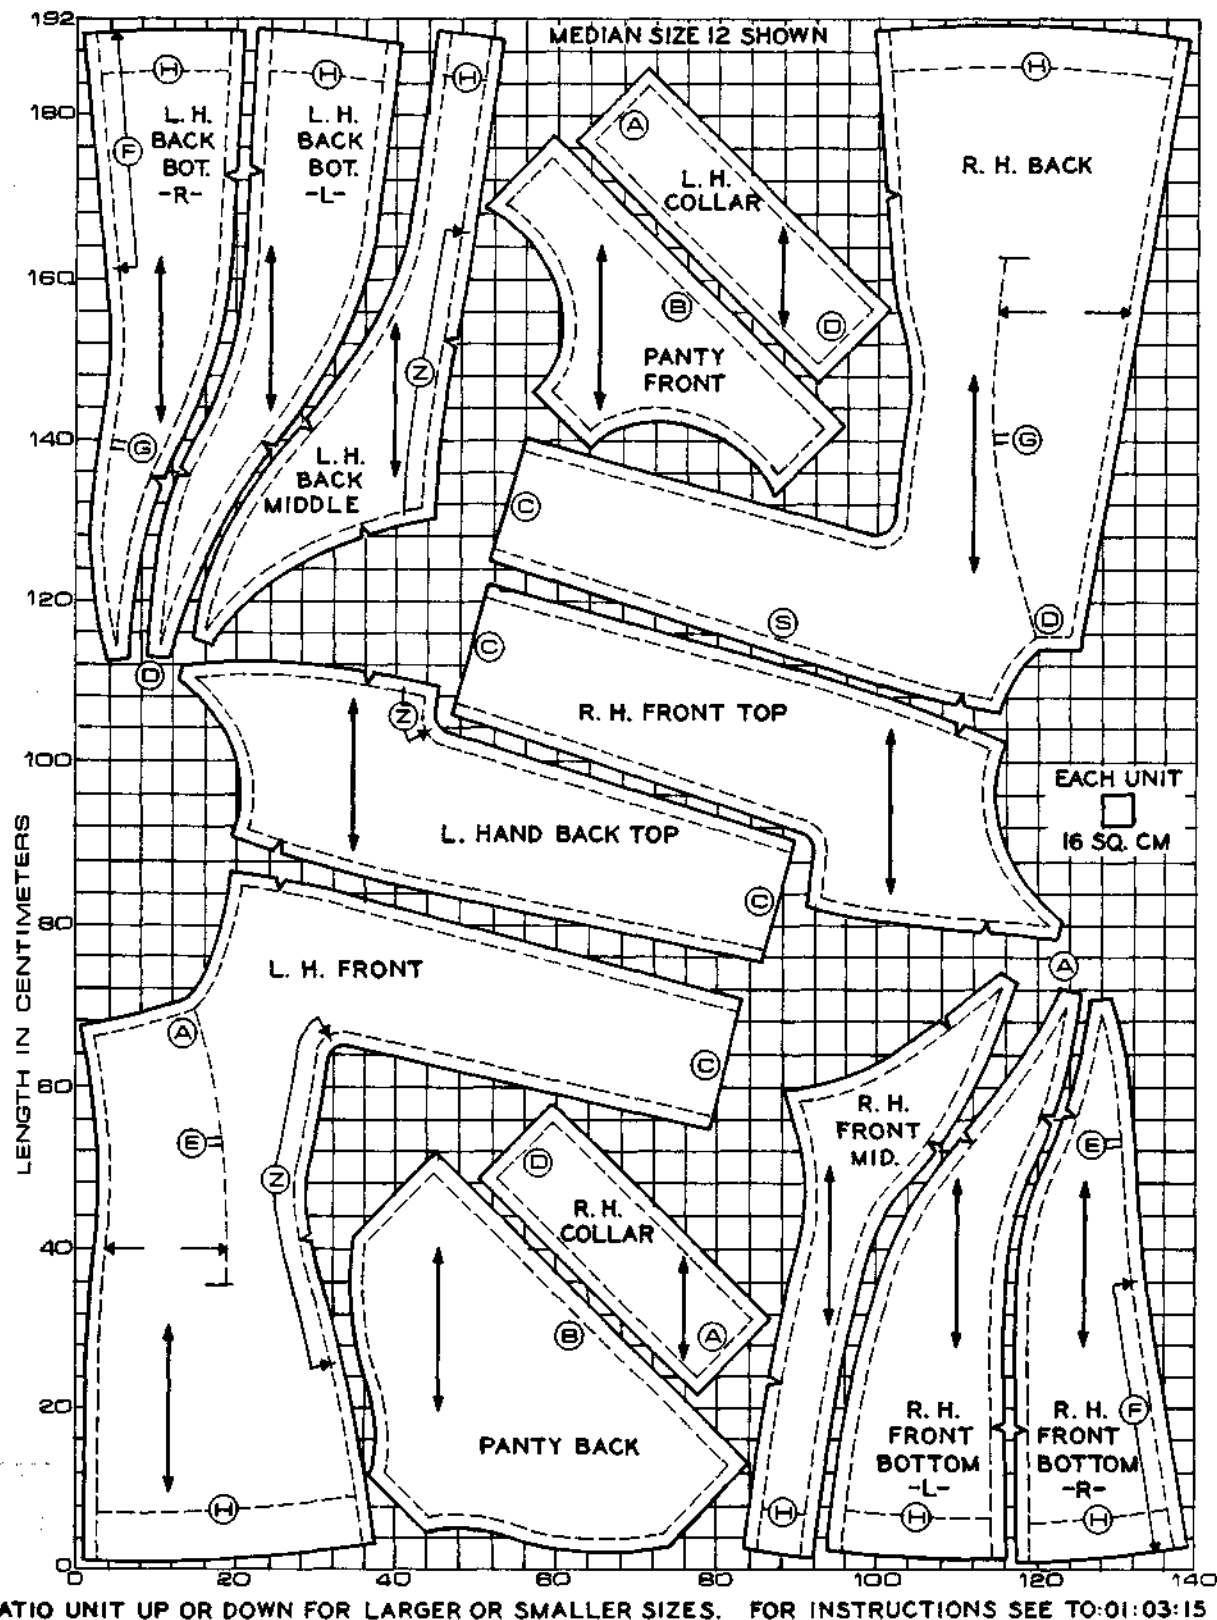 192
MEDIAN SIZE 12 SHOWN
H
H
H
H
180
L. H.
BACK
BOT.
-R-
L. H.
BACK
BOT.
-L-
A
F
L. H.
COLLAR
R. H. BACK
160
B
D
Z
PANTY
FRONT
140
G
G
L. H.
BACK
MIDDLE
C
120
S
D
C
D
Z
R. H. FRONT TOP
100
EACH UNIT
16 SQ. CM
L. HAND BACK TOP
C
LENGTH IN CENTIMETERS
80
L. H. FRONT
A
A
C
60
R. H.
FRONT
MID.
E
E
D
Z
R. H.
COLLAR
40
B
A
20
F
R. H.
FRONT
BOTTOM
-L-
R. H.
FRONT
BOTTOM
-R-
PANTY BACK
H
H
H
H
0
0 20 40 60 80 100 120 140
ATIO UNIT UP OR DOWN FOR LARGER OR SMALLER SIZES. FOR INSTRUCTIONS SEE TO:01:03:15